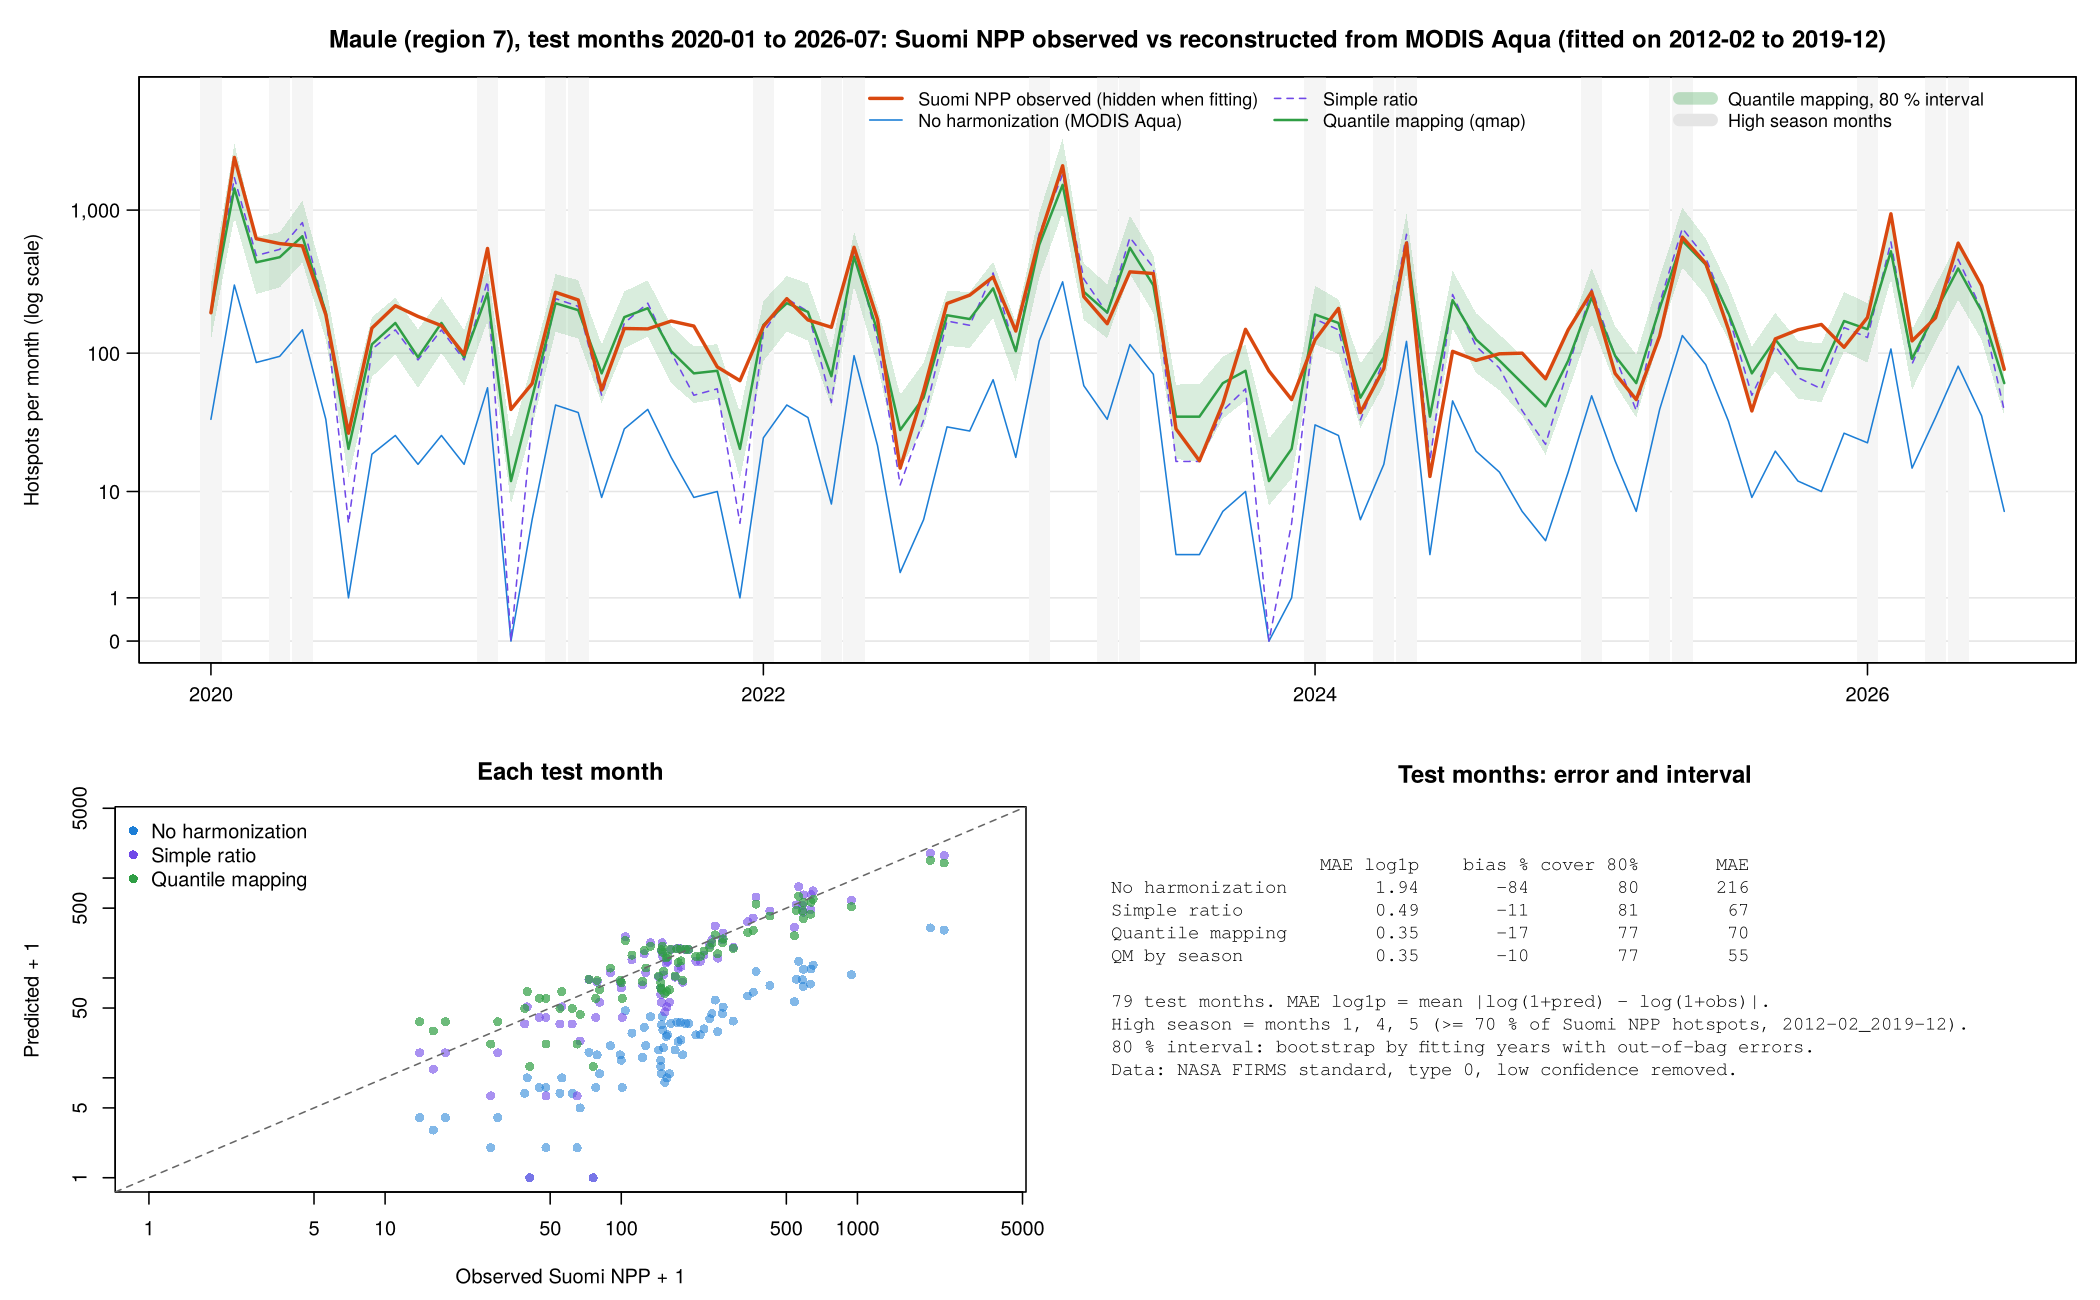 Maule (region 7), test months 2020-01 to 2026-07: Suomi NPP observed vs reconstructed from MODIS Aqua (fitted on 2012-02 to 2019-12)
Suomi NPP observed (hidden when fitting)
No harmonization (MODIS Aqua)
Simple ratio
Quantile mapping (qmap)
Quantile mapping, 80 % interval
High season months
Hotspots per month (log scale)
1,000
100
10
1
0
2020 2022 2024 2026
Each test month
No harmonization
Simple ratio
Quantile mapping
Predicted + 1
5000
500
50
5
1
1 5 10 50 100 500 1000 5000
Observed Suomi NPP + 1
Test months: error and interval
MAE log1p bias % cover 80% MAE
No harmonization 1.94 −84 80 216
Simple ratio 0.49 −11 81 67
Quantile mapping 0.35 −17 77 70
QM by season 0.35 −10 77 55
79 test months. MAE log1p = mean |log(1+pred) − log(1+obs)|.
High season = months 1, 4, 5 (>= 70 % of Suomi NPP hotspots, 2012−02_2019−12).
80 % interval: bootstrap by fitting years with out−of−bag errors.
Data: NASA FIRMS standard, type 0, low confidence removed.